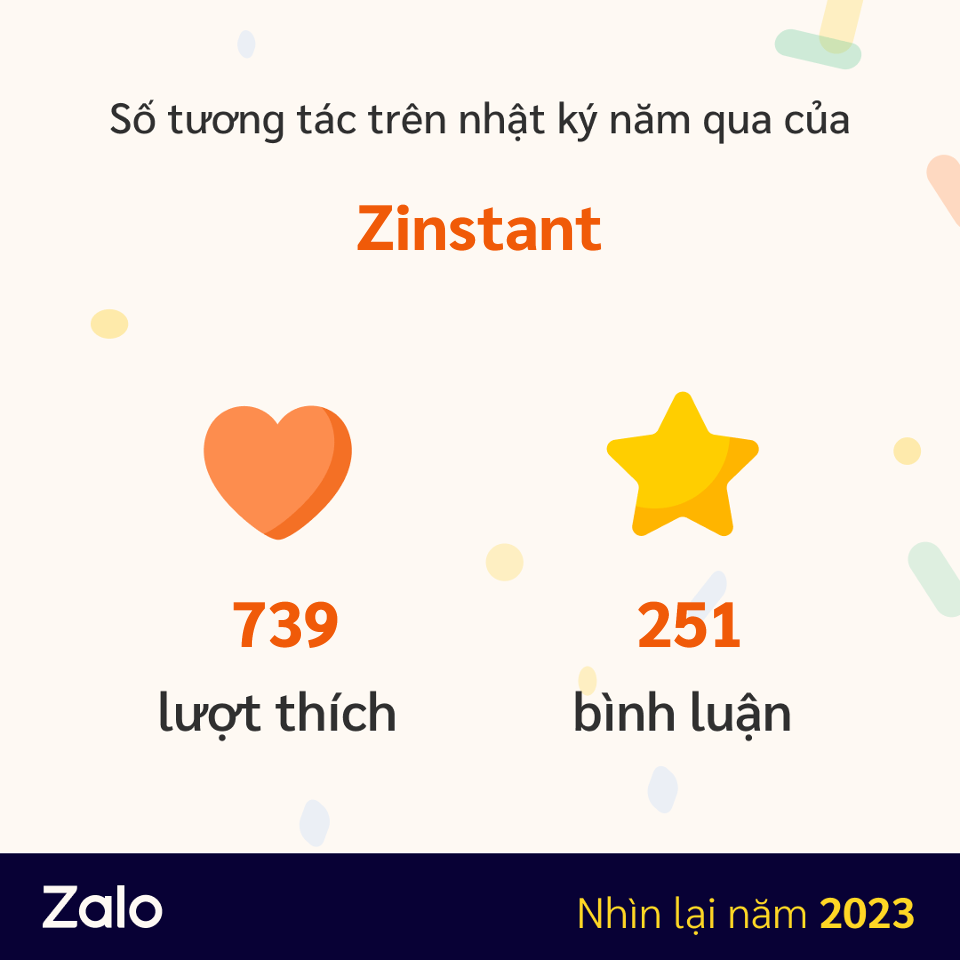 Số tương tác trên nhật ký năm qua của
Zinstant
739
lượt thích
251
bình luận
Zalo
Nhìn lại năm 2023